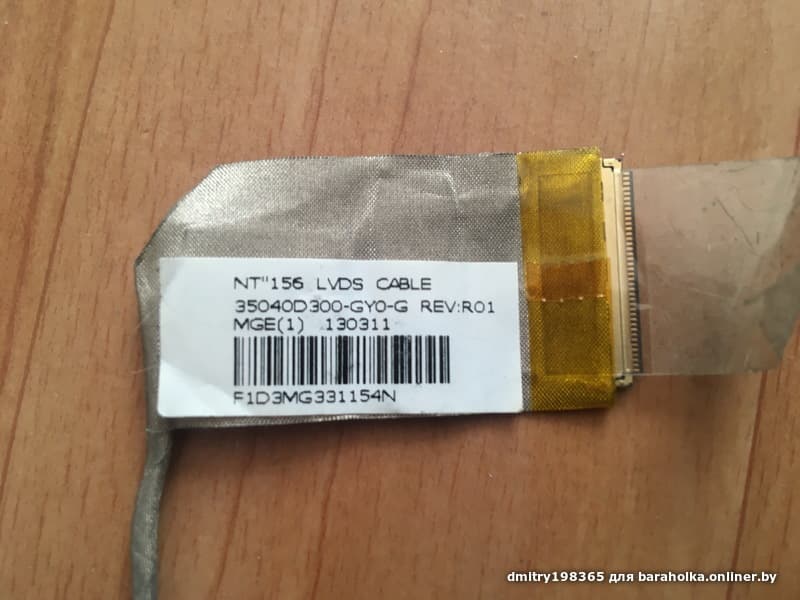 NT"156 LVDS CABLE
35040D300-GY0-G REV:R01
MGE(1) 130311
F1D3MG331154N
dmitry198365 для baraholka.onliner.by